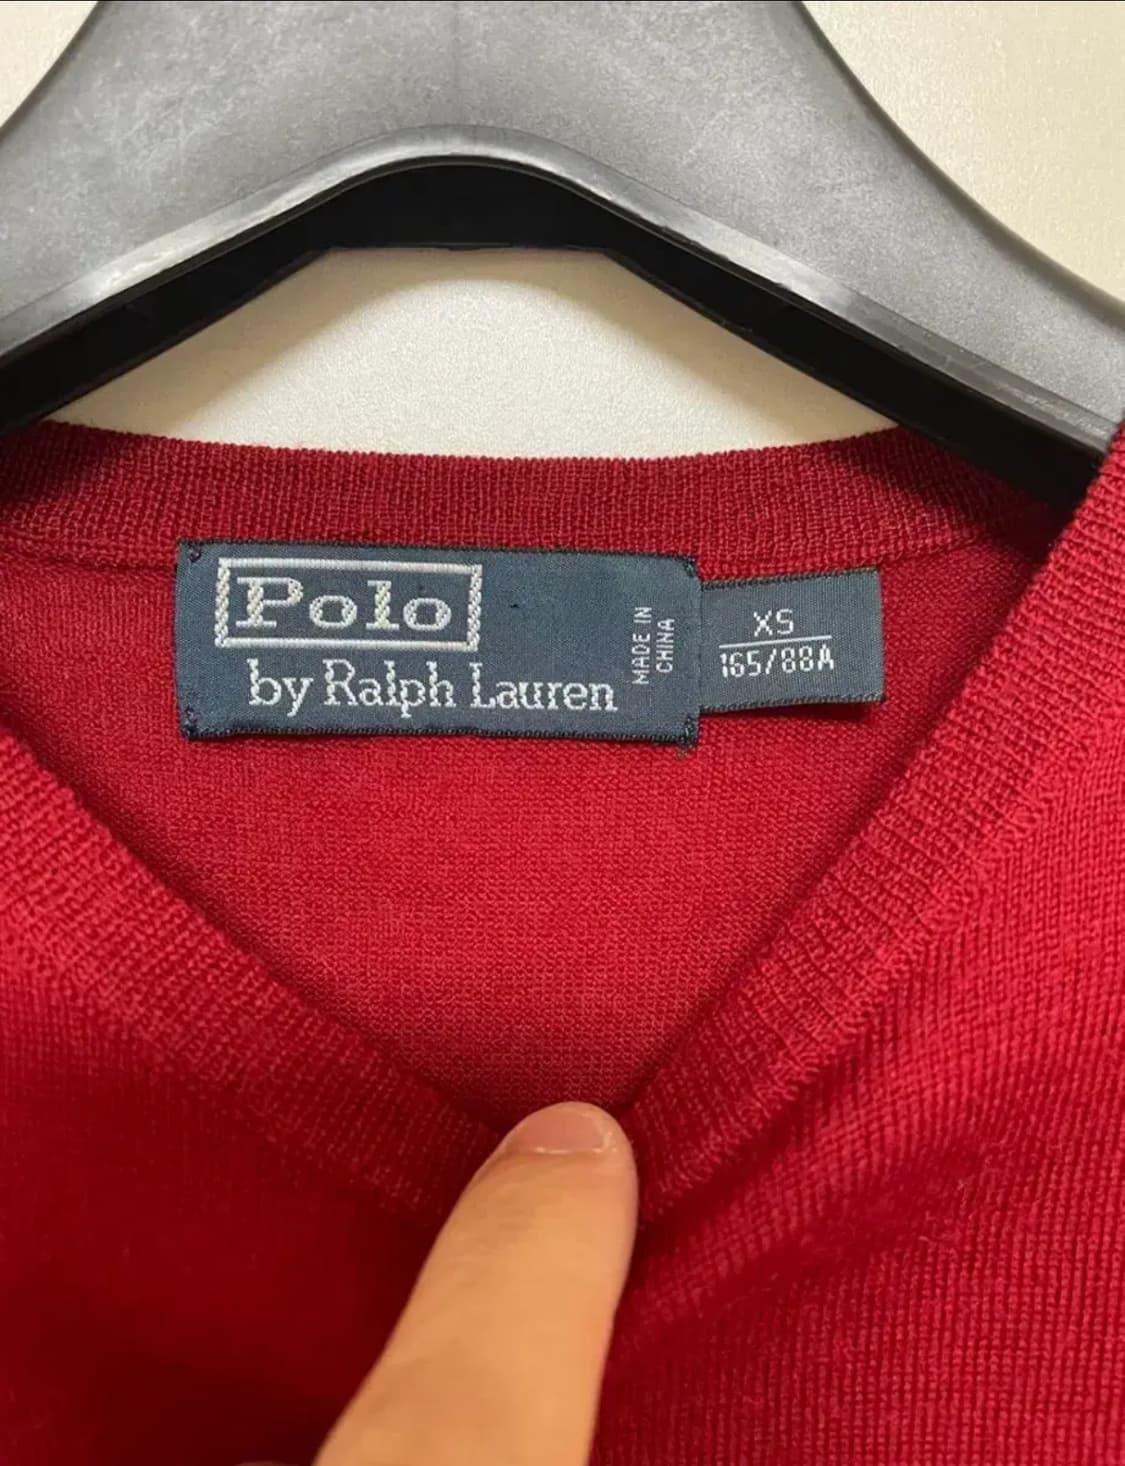 Polo
by Ralph Lauren
MADE IN
CHINA
XS
165/88A